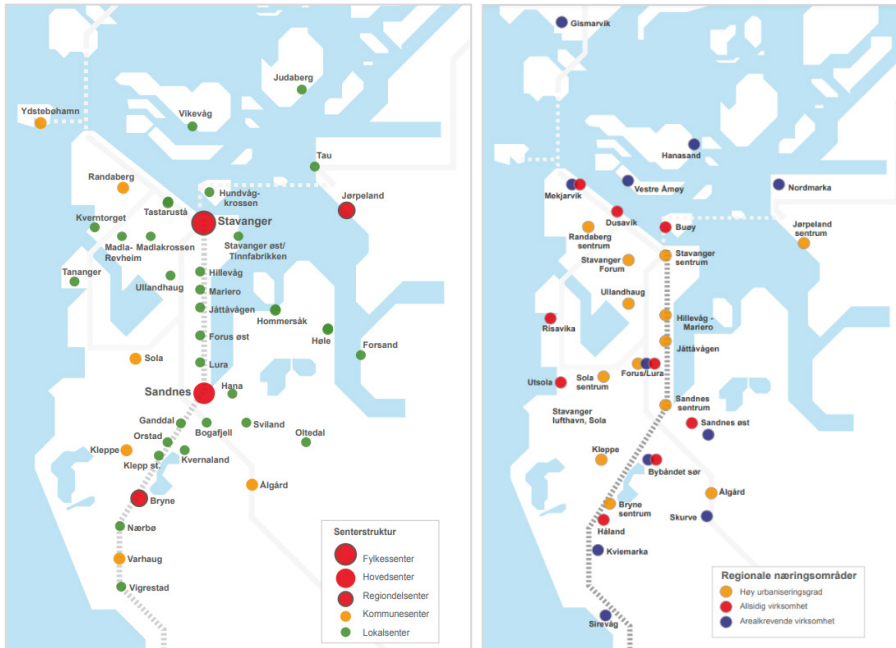 Judaberg
Ydstebøhamn
Vikevåg
Tau
Randaberg
Hundvåg-
krossen
Jørpeland
Tastarustå
Kverntorget
Stavanger
Madla-
Revheim
Madlakrossen
Stavanger øst/
Tinnfabrikken
Tananger
Ullandhaug
Hillevåg
Mariero
Jåttåvågen
Hommersåk
Høle
Forsand
Forus øst
Sola
Lura
Sandnes
Hana
Ganddal
Bogafjell
Sviland
Orstad
Oltedal
Kleppe
Klepp st.
Kvernaland
Ålgård
Bryne
Nærbø
Varhaug
Vigrestad
Senterstruktur
Fylkessenter
Hovedsenter
Regiondelsenter
Kommunesenter
Lokalsenter
Gismarvik
Hanasand
Mekjarvik
Vestre Åmøy
Nordmarka
Dusavik
Randaberg
sentrum
Buøy
Jørpeland
sentrum
Stavanger
Forum
Stavanger
sentrum
Ullandhaug
Risavika
Hillevåg -
Mariero
Jåttåvågen
Forus/Lura
Utsola
Sola
sentrum
Sandnes
sentrum
Stavanger
lufthavn, Sola
Sandnes øst
Kleppe
Bybåndet sør
Ålgård
Bryne
sentrum
Håland
Skurve
Kviemarka
Sirevåg
Regionale næringsområder
Høy urbaniseringsgrad
Allsidig virksomhet
Arealkrevende virksomhet